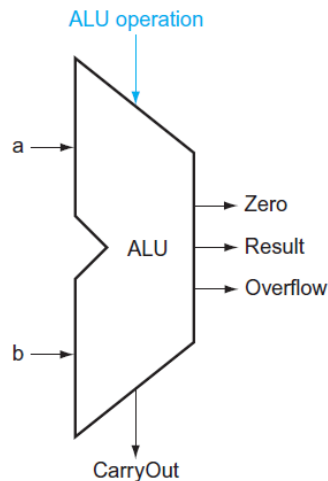 ALU operation
a
Zero
ALU
Result
Overflow
b
CarryOut